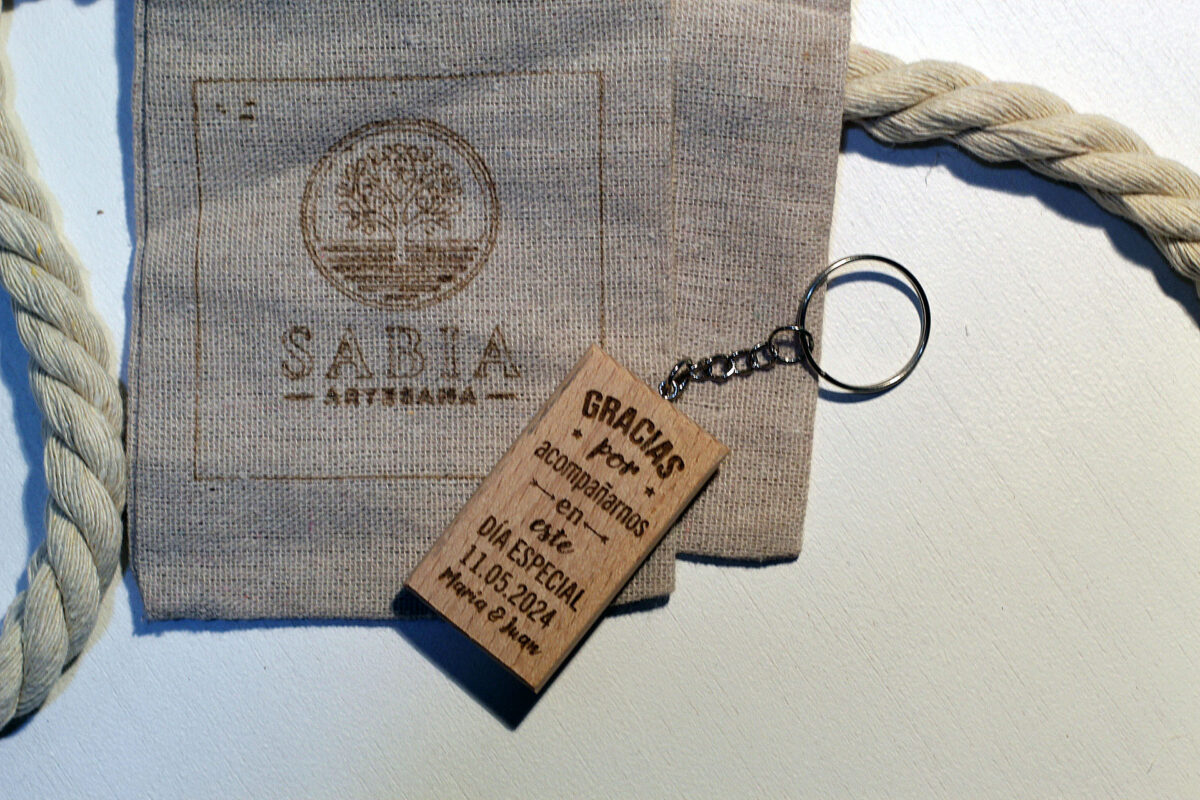 SABIA
ARTESANA
GRACIAS
por
acompañarnos
en
este
DÍA ESPECIAL
11.05.2024
María & Juan